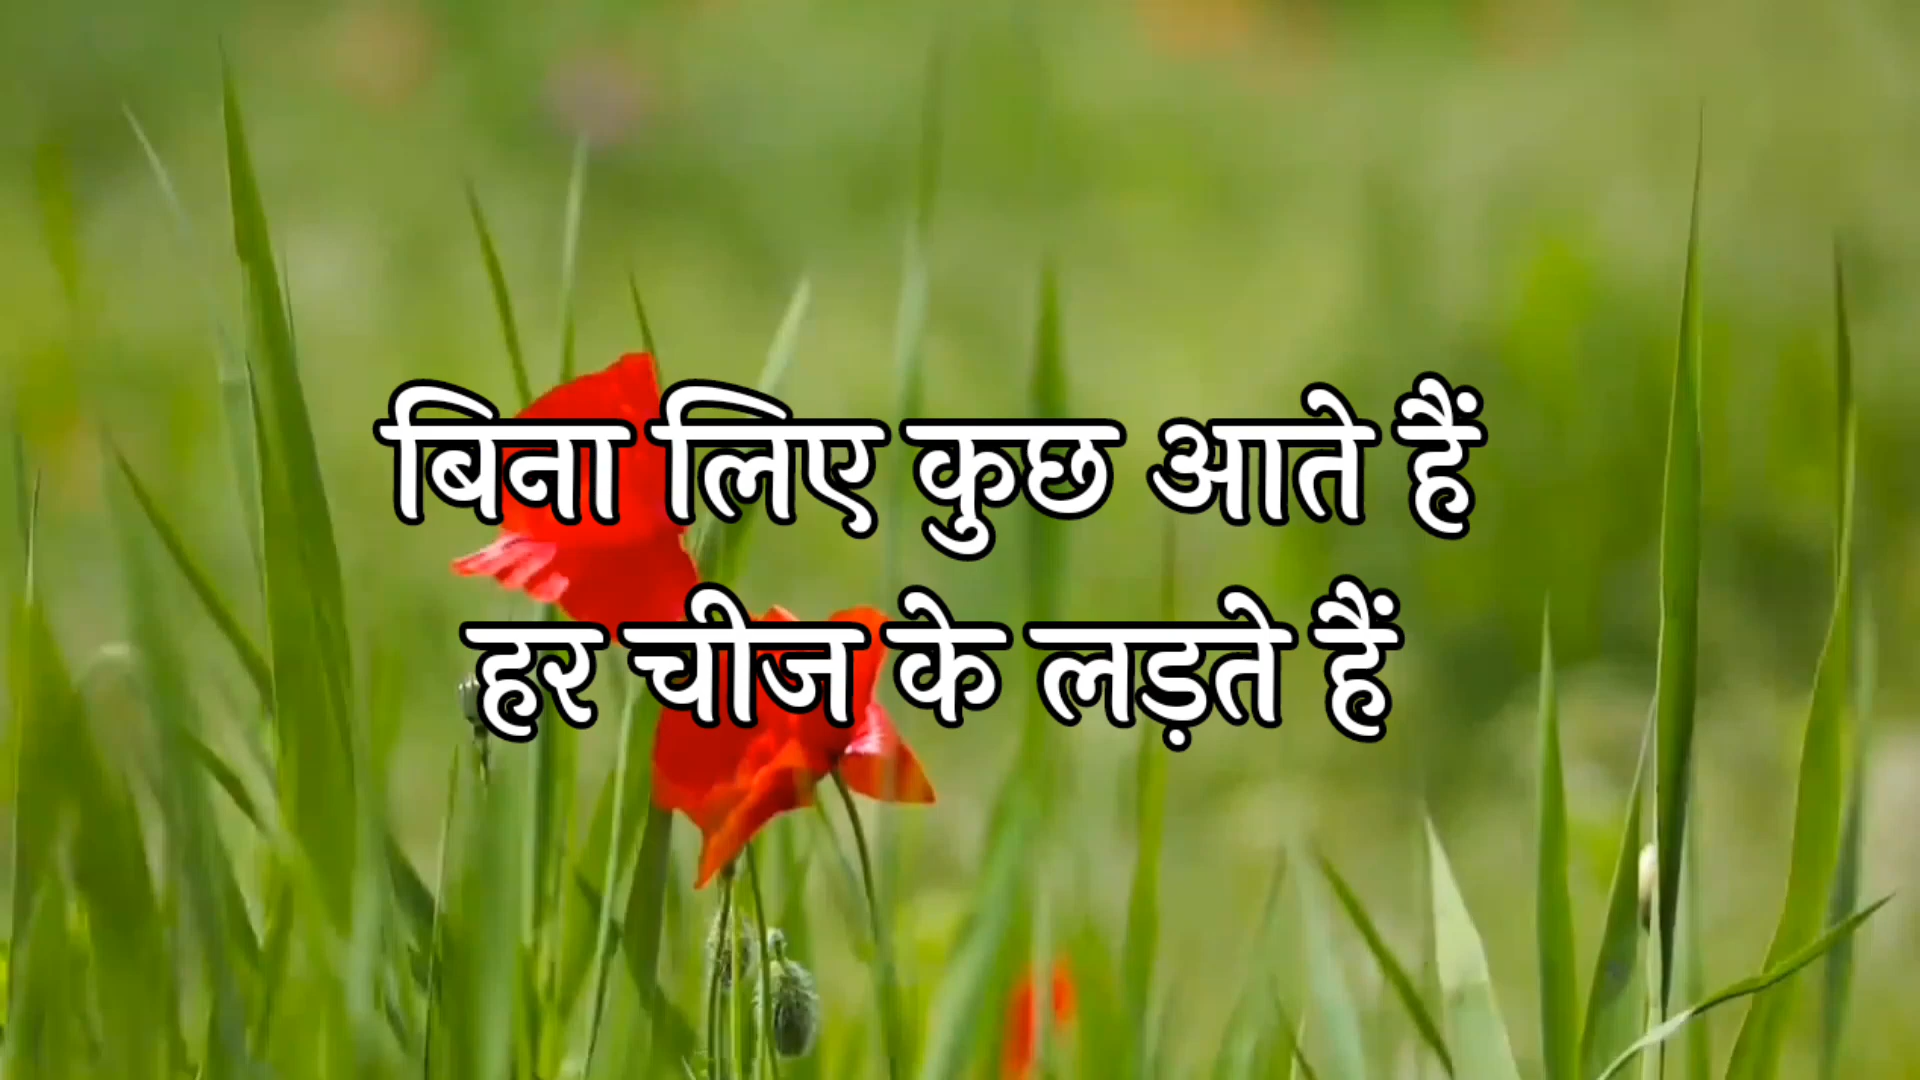 बिना लिए कुछ आते हैं
हर चीज के लड़ते हैं